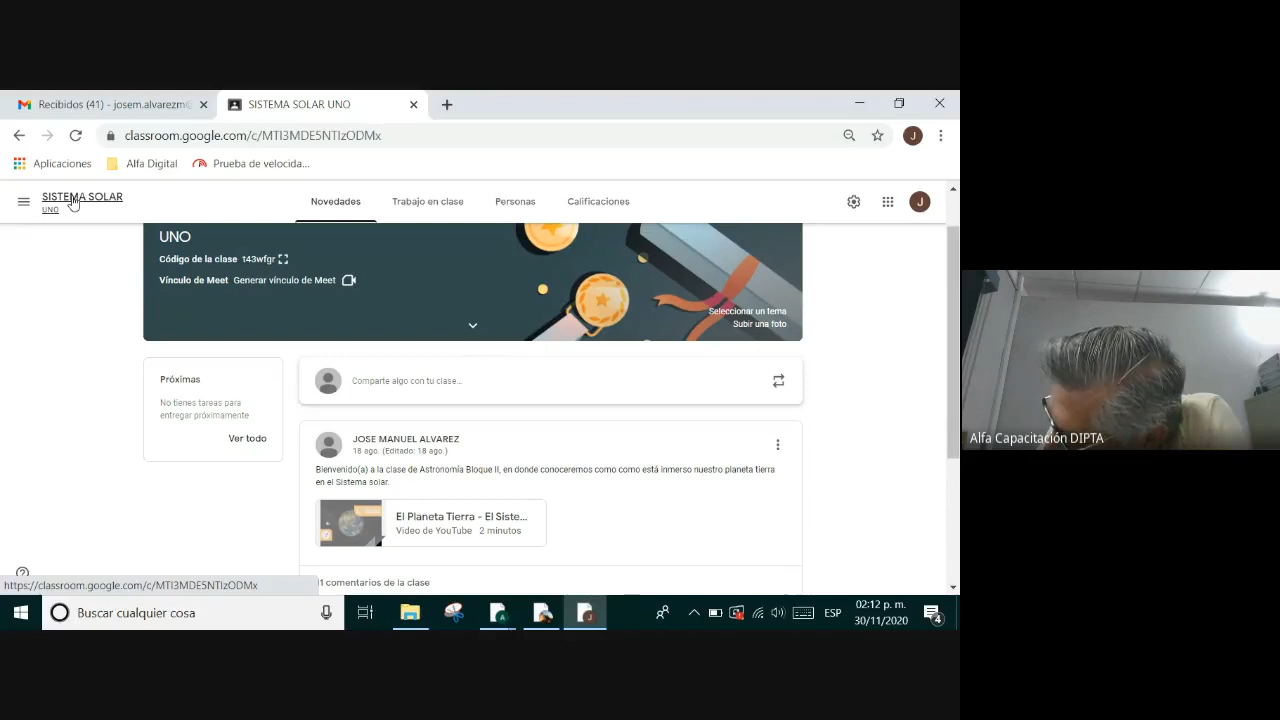 Recibidos (41) - josem.alvarezm@
SISTEMA SOLAR UNO
classroom.google.com/c/MTI3MDE5NTIzODMx
Aplicaciones
Alfa Digital
Prueba de velocida...
SISTEMA SOLAR
UNO
Novedades
Trabajo en clase
Personas
Calificaciones
J
J
UNO
Código de la clase t43wfgr
Vínculo de Meet Generar vínculo de Meet
Seleccionar un tema
Subir una foto
Próximas
No tienes tareas para
entregar próximamente
Ver todo
Comparte algo con tu clase...
JOSE MANUEL ALVAREZ
18 ago. (Editado: 18 ago.)
Bienvenido(a) a la clase de Astronomía Bloque II, en donde conoceremos como como está inmerso nuestro planeta tierra
en el Sistema solar.
El Planeta Tierra - El Siste...
Video de YouTube 2 minutos
comentarios de la clase
https://classroom.google.com/c/MTI3MDE5NTIzODMx
Buscar cualquier cosa
ESP
02:12 p. m.
30/11/2020
4
Alfa Capacitación DIPTA